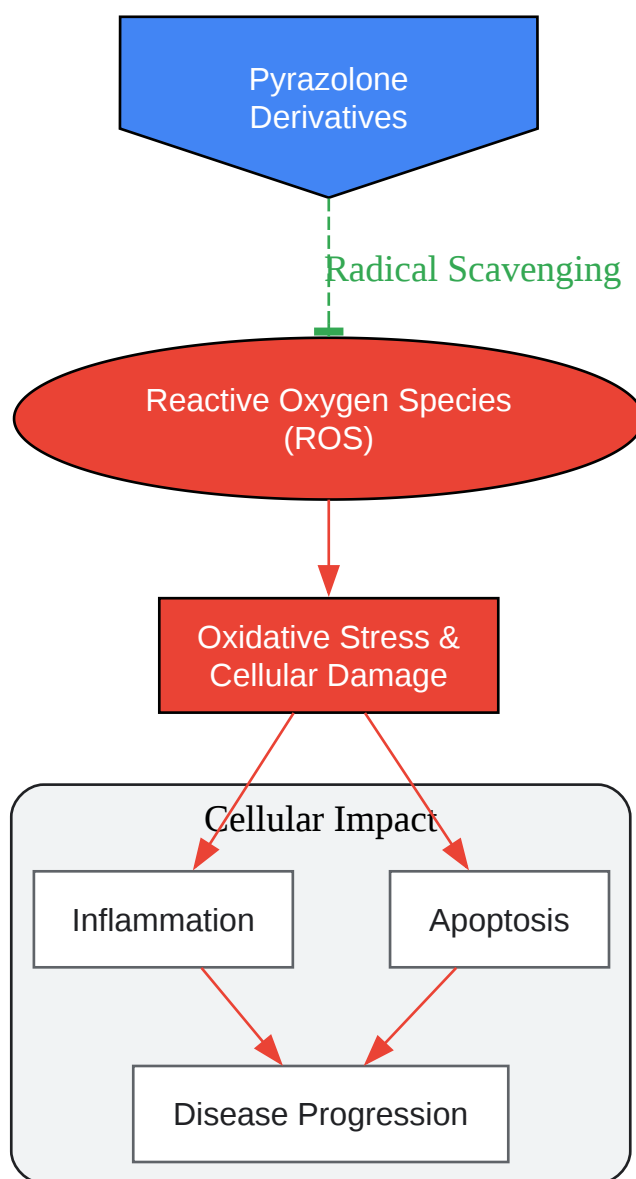 Pyrazolone
Derivatives
Radical Scavenging
Reactive Oxygen Species
(ROS)
Oxidative Stress &
Cellular Damage
Cellular Impact
Inflammation
Apoptosis
Disease Progression